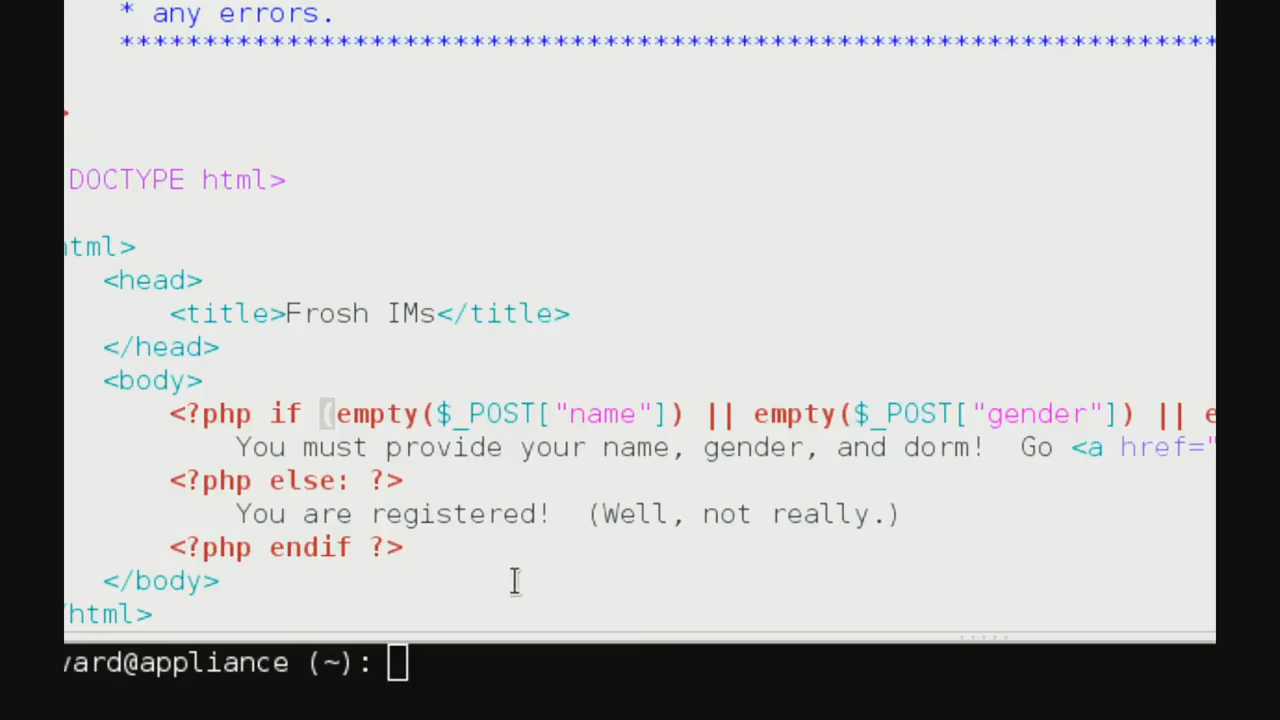 * any errors.
******************************************************************
>
DOCTYPE html>
html>
<head>
<title>Frosh IMs</title>
</head>
<body>
<?php if (empty($_POST["name"]) || empty($_POST["gender"]) || e
You must provide your name, gender, and dorm!  Go <a href="
<?php else: ?>
You are registered!  (Well, not really.)
<?php endif ?>
</body>
/html>
vard@appliance (~):